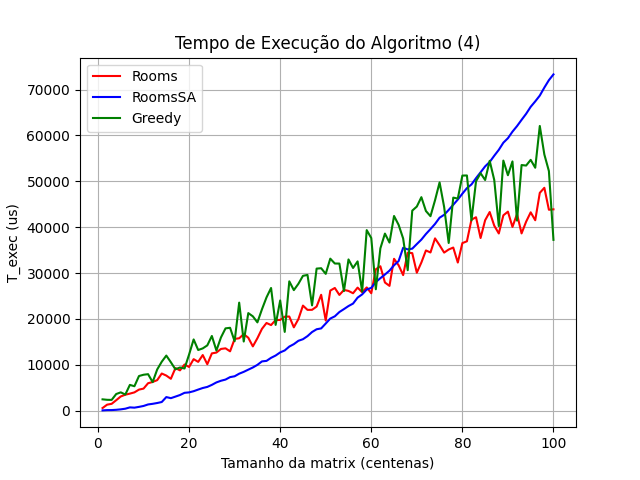 Tempo de Execução do Algoritmo (4)
Rooms
RoomsSA
Greedy
T_exec (us)
70000
60000
50000
40000
30000
20000
10000
0
0 20 40 60 80 100
Tamanho da matrix (centenas)